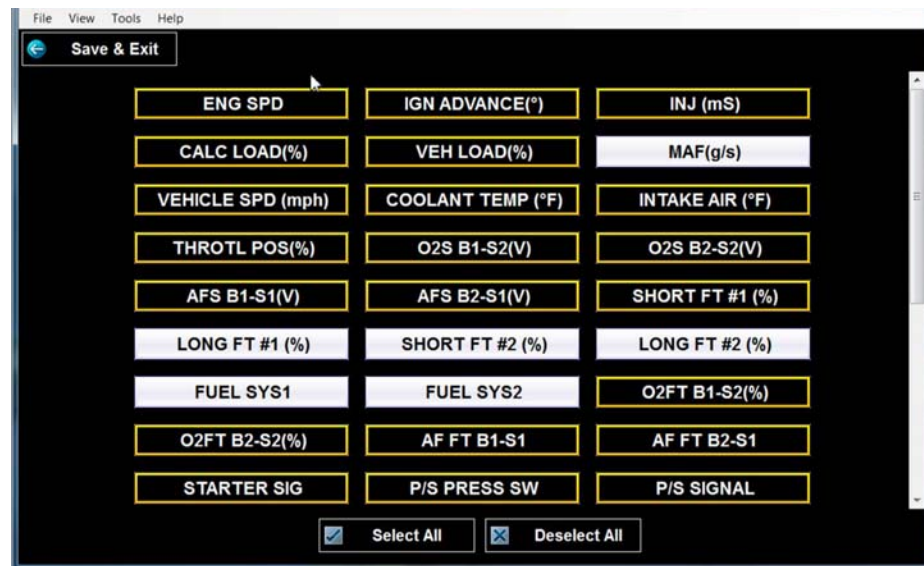 File View Tools Help
Save & Exit
ENG SPD IGN ADVANCE(°) INJ (mS)
CALC LOAD(%) VEH LOAD(%) MAF(g/s)
VEHICLE SPD (mph) COOLANT TEMP (°F) INTAKE AIR (°F)
THROTL POS(%) O2S B1-S2(V) O2S B2-S2(V)
AFS B1-S1(V) AFS B2-S1(V) SHORT FT #1 (%)
LONG FT #1 (%) SHORT FT #2 (%) LONG FT #2 (%)
FUEL SYS1 FUEL SYS2 O2FT B1-S2(%)
O2FT B2-S2(%) AF FT B1-S1 AF FT B2-S1
STARTER SIG P/S PRESS SW P/S SIGNAL
Select All Deselect All